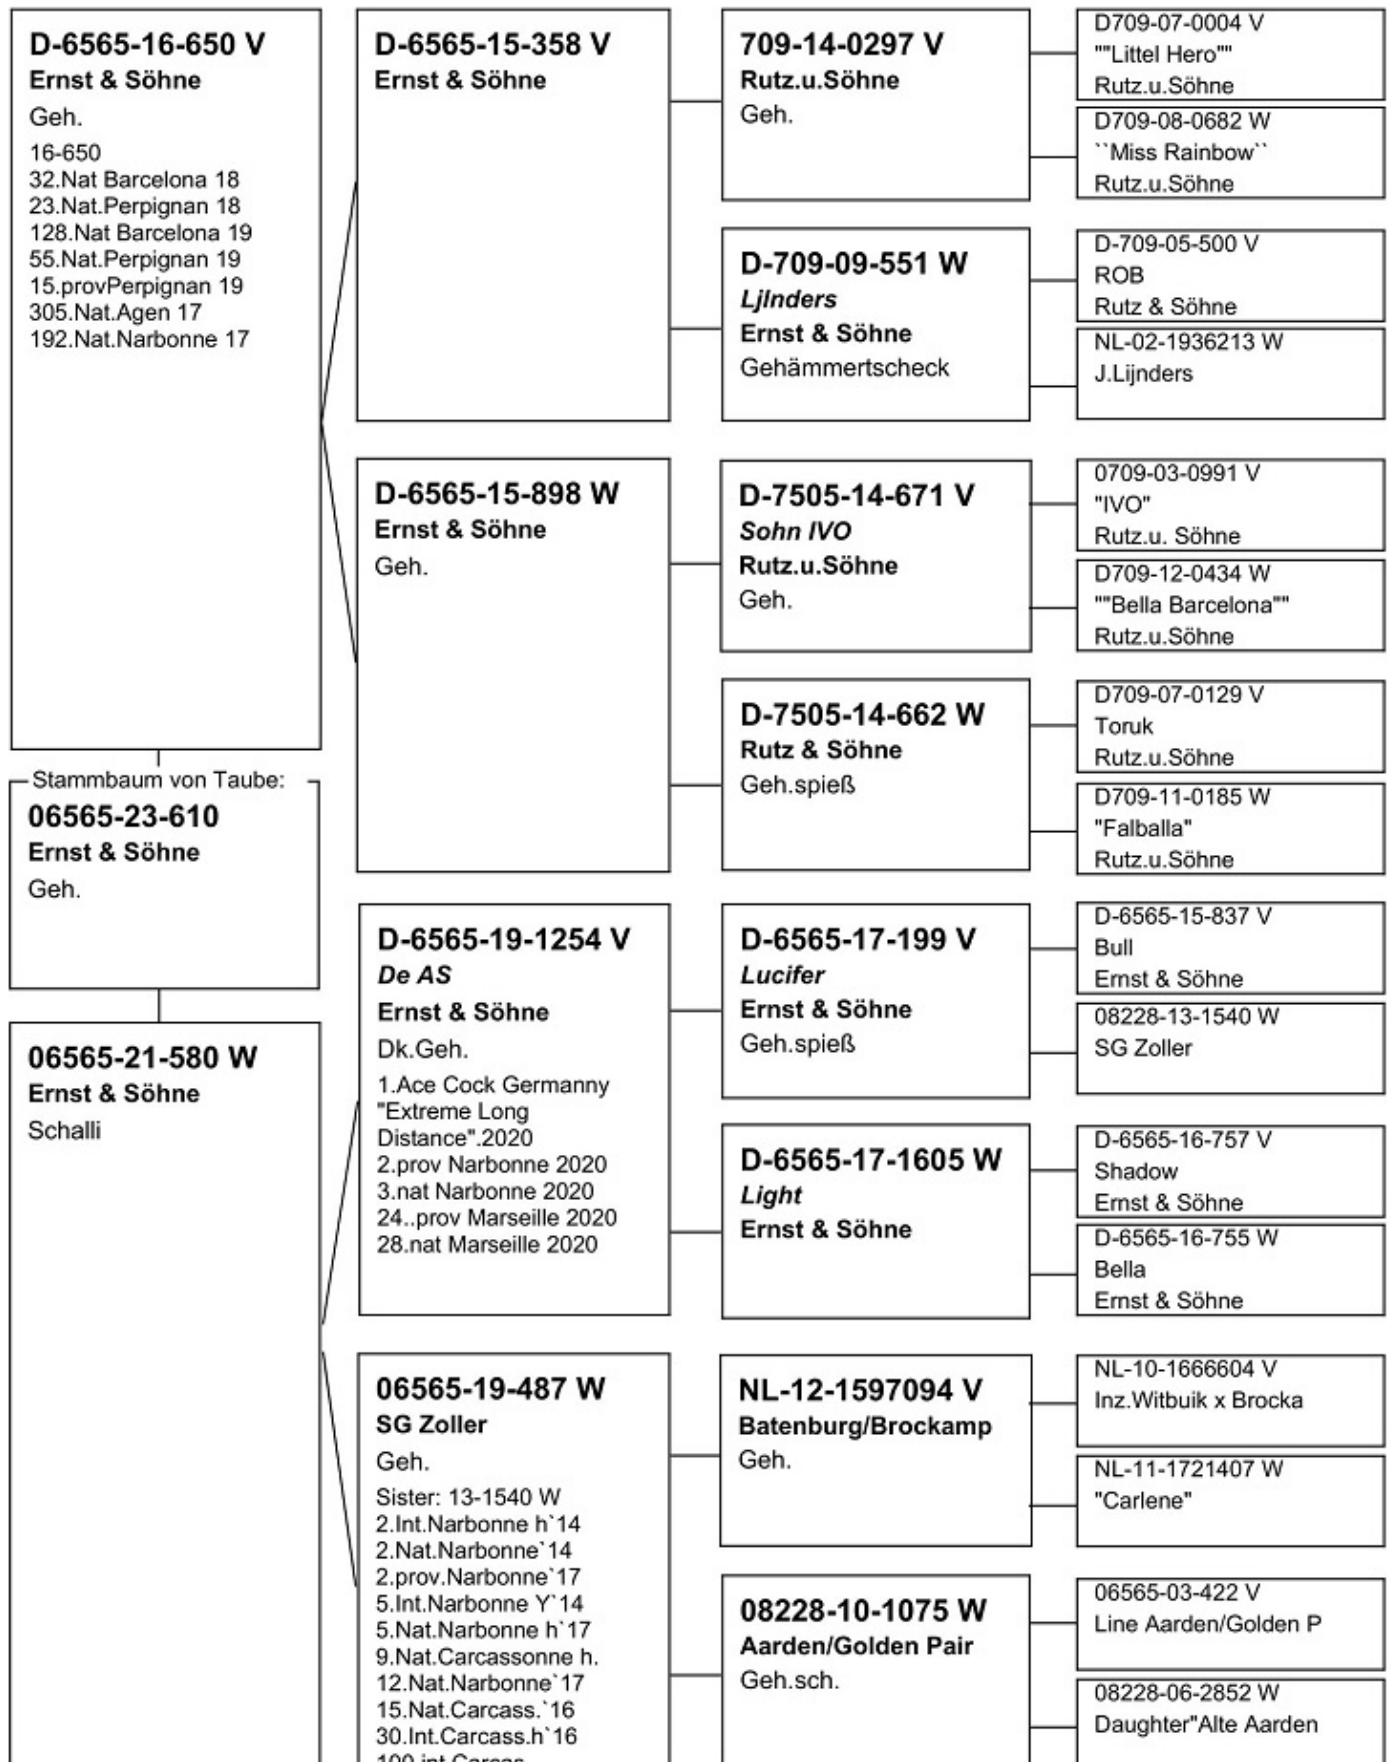 D-6565-16-650 V
Ernst & Söhne
Geh.
16-650
32.Nat Barcelona 18
23.Nat.Perpignan 18
128.Nat Barcelona 19
55.Nat.Perpignan 19
15.provPerpignan 19
305.Nat.Agen 17
192.Nat.Narbonne 17
Stammbaum von Taube:
06565-23-610
Ernst & Söhne
Geh.
06565-21-580 W
Ernst & Söhne
Schalli
D-6565-15-358 V
Ernst & Söhne
D-6565-15-898 W
Ernst & Söhne
Geh.
D-6565-19-1254 V
De AS
Ernst & Söhne
Dk.Geh.
1.Ace Cock Germanny
"Extreme Long
Distance".2020
2.prov Narbonne 2020
3.nat Narbonne 2020
24..prov Marseille 2020
28.nat Marseille 2020
06565-19-487 W
SG Zoller
Geh.
Sister: 13-1540 W
2.Int.Narbonne h`14
2.Nat.Narbonne`14
2.prov.Narbonne`17
5.Int.Narbonne Y`14
5.Nat.Narbonne h`17
9.Nat.Carcassonne h.
12.Nat.Narbonne`17
15.Nat.Carcass.`16
30.Int.Carcass.h`16
100.int.Carcas
709-14-0297 V
Rutz.u.Söhne
Geh.
D-709-09-551 W
Ljlnders
Ernst & Söhne
Gehämmertscheck
D-7505-14-671 V
Sohn IVO
Rutz.u.Söhne
Geh.
D-7505-14-662 W
Rutz & Söhne
Geh.spieß
D-6565-17-199 V
Lucifer
Ernst & Söhne
Geh.spieß
D-6565-17-1605 W
Light
Ernst & Söhne
NL-12-1597094 V
Batenburg/Brockamp
Geh.
08228-10-1075 W
Aarden/Golden Pair
Geh.sch.
D709-07-0004 V
""Littel Hero""
Rutz.u.Söhne
D709-08-0682 W
``Miss Rainbow``
Rutz.u.Söhne
D-709-05-500 V
ROB
Rutz & Söhne
NL-02-1936213 W
J.Lijnders
0709-03-0991 V
"IVO"
Rutz.u. Söhne
D709-12-0434 W
""Bella Barcelona""
Rutz.u.Söhne
D709-07-0129 V
Toruk
Rutz.u.Söhne
D709-11-0185 W
"Falballa"
Rutz.u.Söhne
D-6565-15-837 V
Bull
Ernst & Söhne
08228-13-1540 W
SG Zoller
D-6565-16-757 V
Shadow
Ernst & Söhne
D-6565-16-755 W
Bella
Ernst & Söhne
NL-10-1666604 V
Inz.Witbuik x Brocka
NL-11-1721407 W
"Carlene"
06565-03-422 V
Line Aarden/Golden P
08228-06-2852 W
Daughter"Alte Aarden